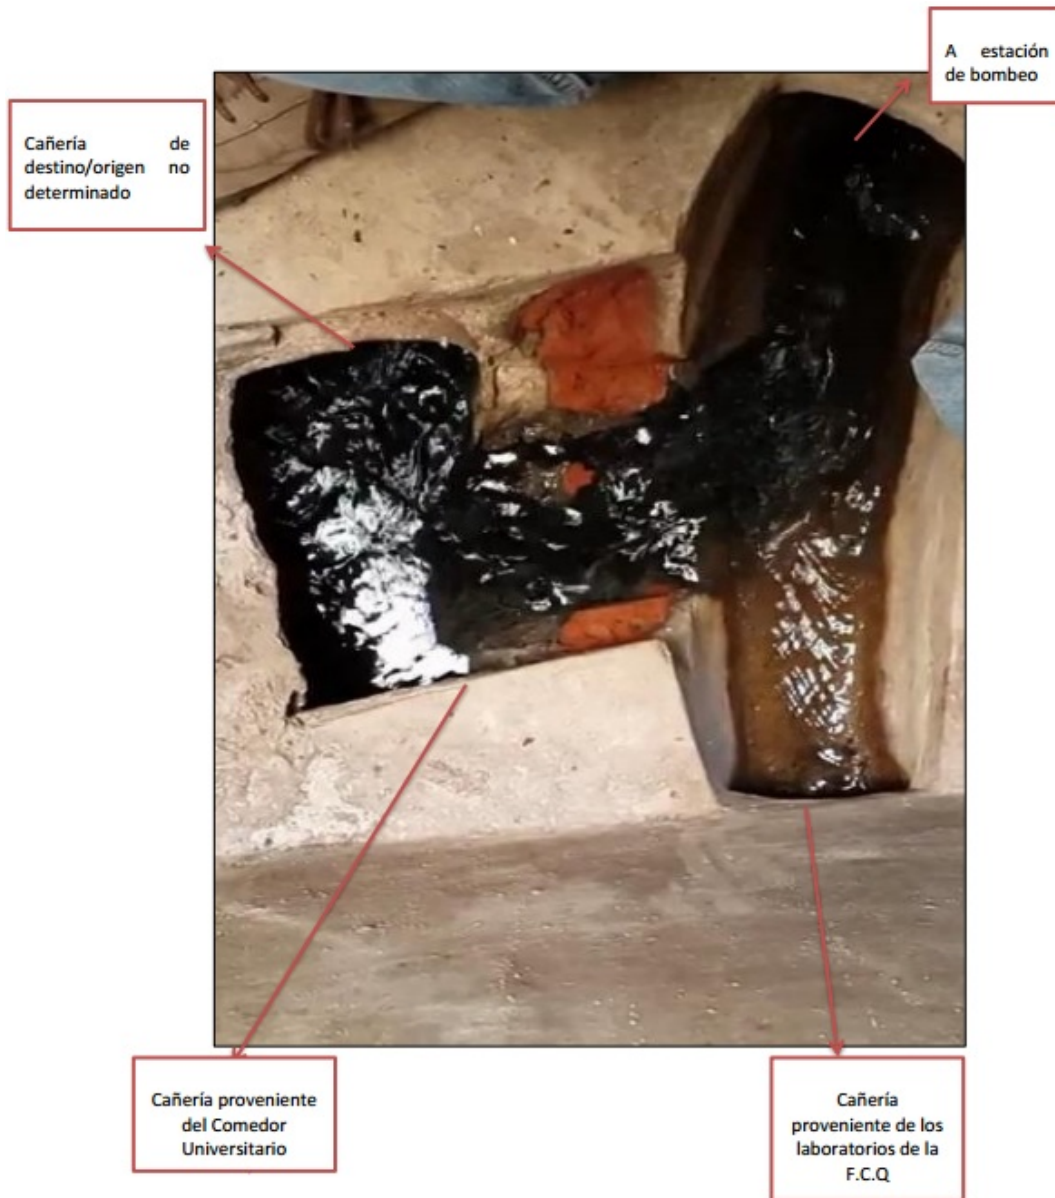 A estación
de bombeo
Cañería de
destino/origen no
determinado
Cañería proveniente
del Comedor
Universitario
Cañería
proveniente de los
laboratorios de la
F.C.Q